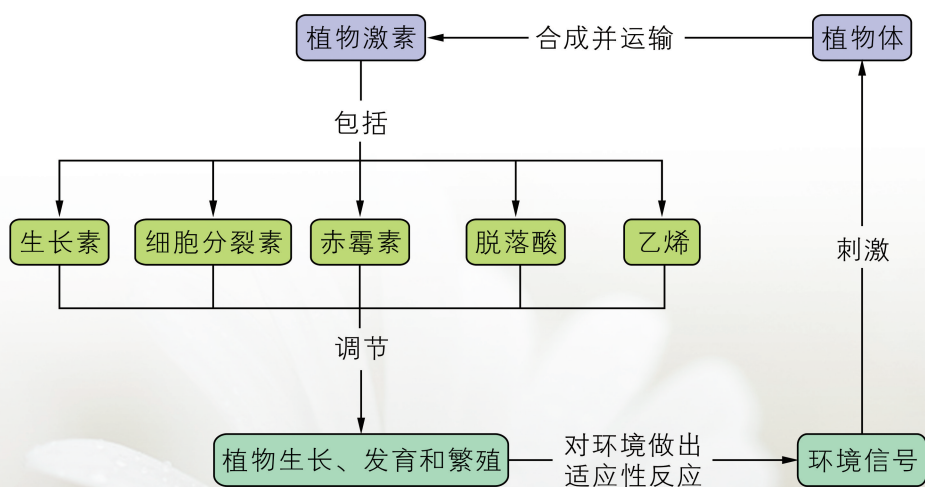 植物激素
合成并运输
植物体
包括
生长素
细胞分裂素
赤霉素
脱落酸
乙烯
刺激
调节
植物生长、发育和繁殖
对环境做出
适应性反应
环境信号